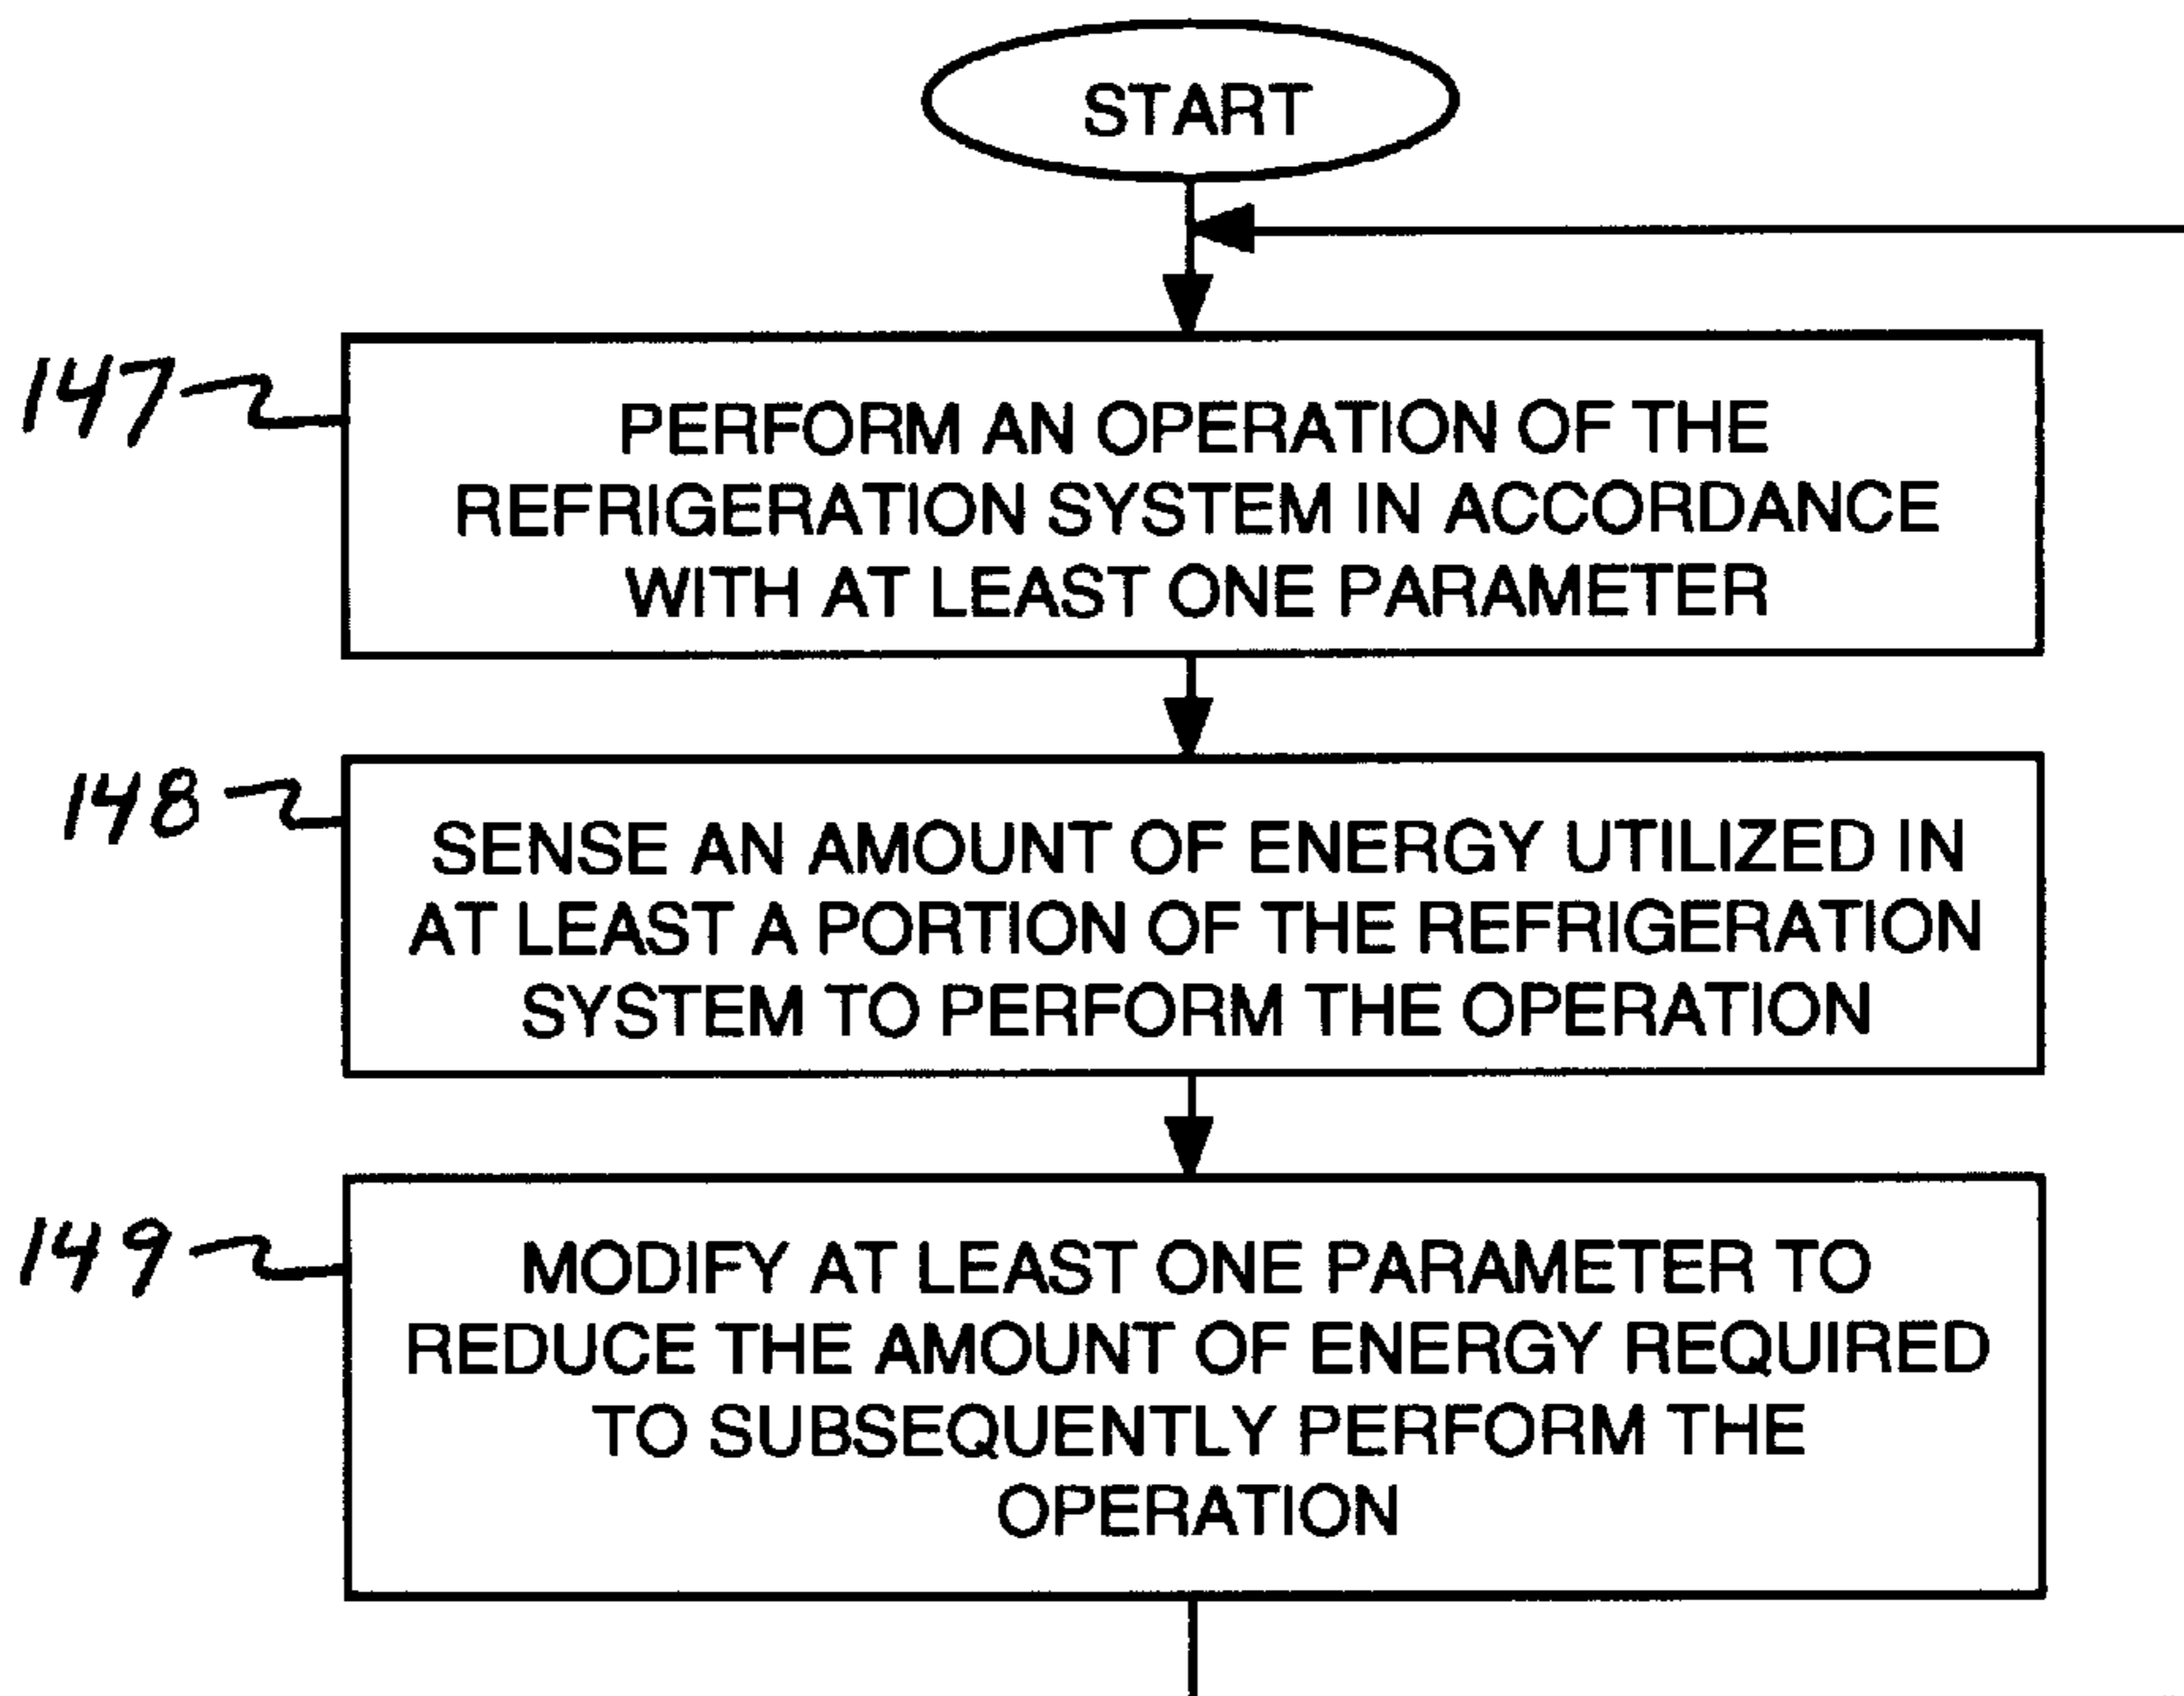 START
147
PERFORM AN OPERATION OF THE
REFRIGERATION SYSTEM IN ACCORDANCE
WITH AT LEAST ONE PARAMETER
148
SENSE AN AMOUNT OF ENERGY UTILIZED IN
AT LEAST A PORTION OF THE REFRIGERATION
SYSTEM TO PERFORM THE OPERATION
149
MODIFY AT LEAST ONE PARAMETER TO
REDUCE THE AMOUNT OF ENERGY REQUIRED
TO SUBSEQUENTLY PERFORM THE
OPERATION